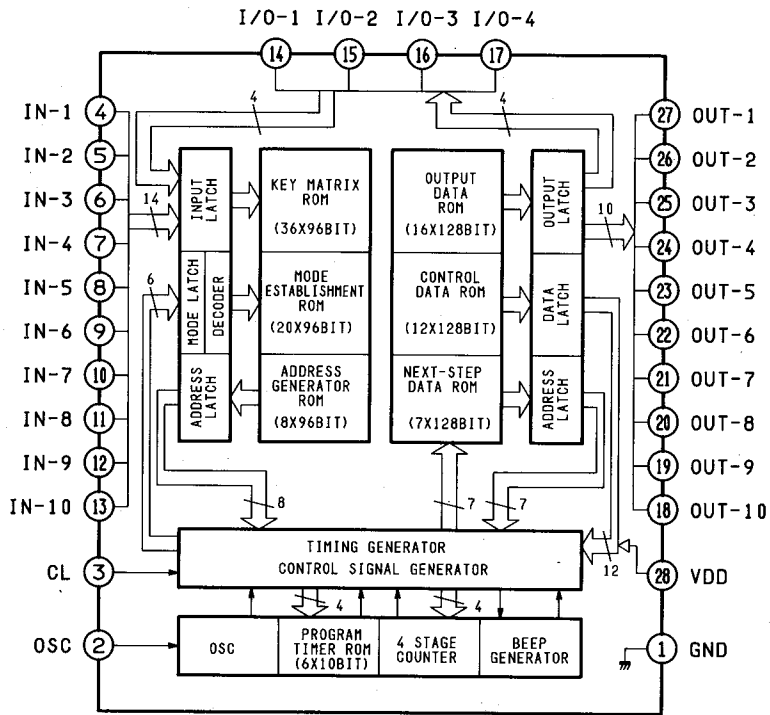 I/O-1 I/O-2 I/O-3 I/O-4
14 15 16 17
IN-1 4
IN-2 5
IN-3 6
IN-4 7
IN-5 8
IN-6 9
IN-7 10
IN-8 11
IN-9 12
IN-10 13
CL 3
OSC 2
4
14
6
INPUT
LATCH
MODE LATCH
DECODER
ADDRESS
LATCH
KEY MATRIX
ROM
(36X96BIT)
MODE
ESTABLISHMENT
ROM
(20X96BIT)
ADDRESS
GENERATOR
ROM
(8X96BIT)
OUTPUT
DATA
ROM
(16X128BIT)
CONTROL
DATA ROM
(12X128BIT)
NEXT-STEP
DATA ROM
(7X128BIT)
OUTPUT
LATCH
DATA LATCH
ADDRESS
LATCH
4
10
8
7
7
12
TIMING GENERATOR
CONTROL SIGNAL GENERATOR
4
4
OSC
PROGRAM
TIMER ROM
(6X10BIT)
4 STAGE
COUNTER
BEEP
GENERATOR
27 OUT-1
26 OUT-2
25 OUT-3
24 OUT-4
23 OUT-5
22 OUT-6
21 OUT-7
20 OUT-8
19 OUT-9
18 OUT-10
28 VDD
1 GND